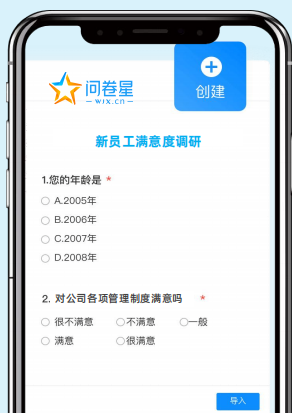 创建
问卷星
WIX.CN
新员工满意度调研
1.您的年龄是 *
A.2005年
B.2006年
C.2007年
D.2008年
2. 对公司各项管理制度满意吗 *
很不满意 不满意 一般
满意 很满意
导入